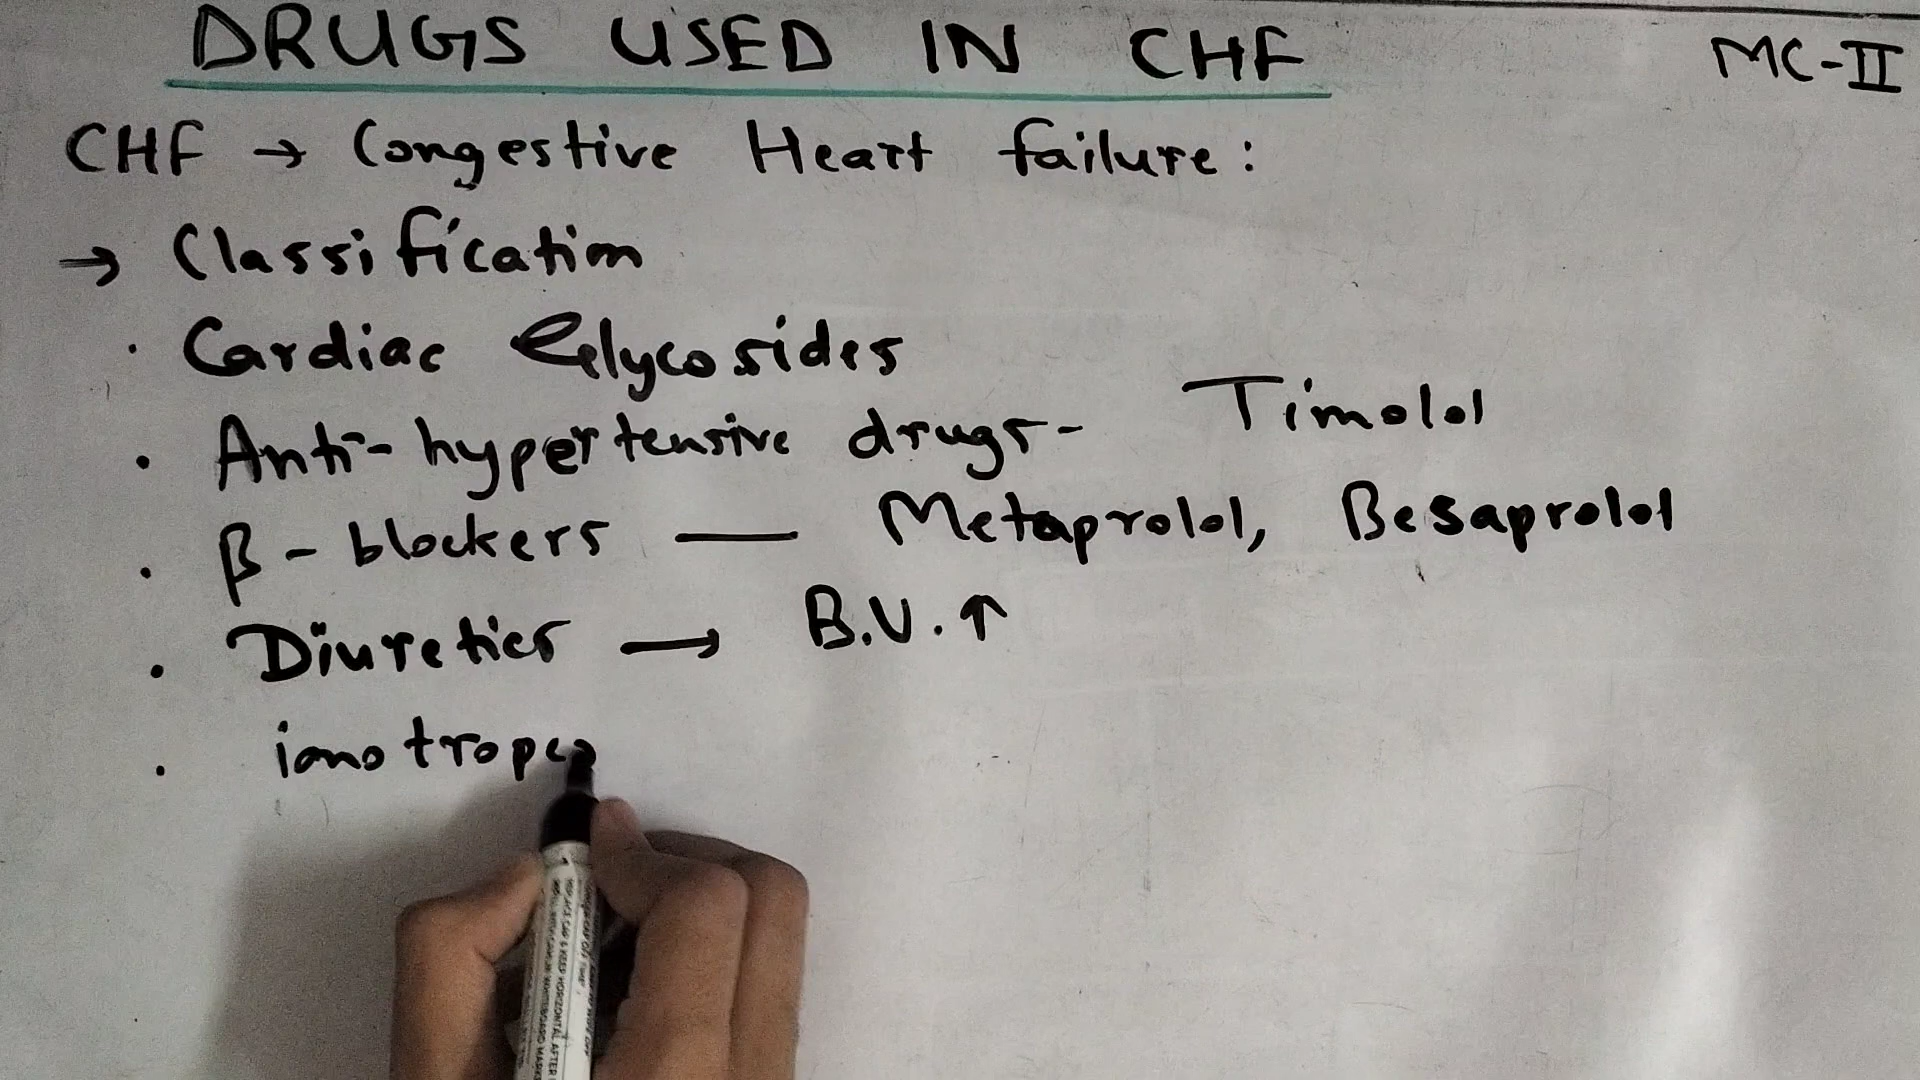 DRUGS USED IN CHF
MC-II
CHF → Congestive Heart failure:
→ Classification
. Cardiac Glycosides
. Anti-hypertensive drugs- Timolol
. β-blockers — Metaprolol, Besaprolol
. Diuretics → B.V. ↑
. ionotropes